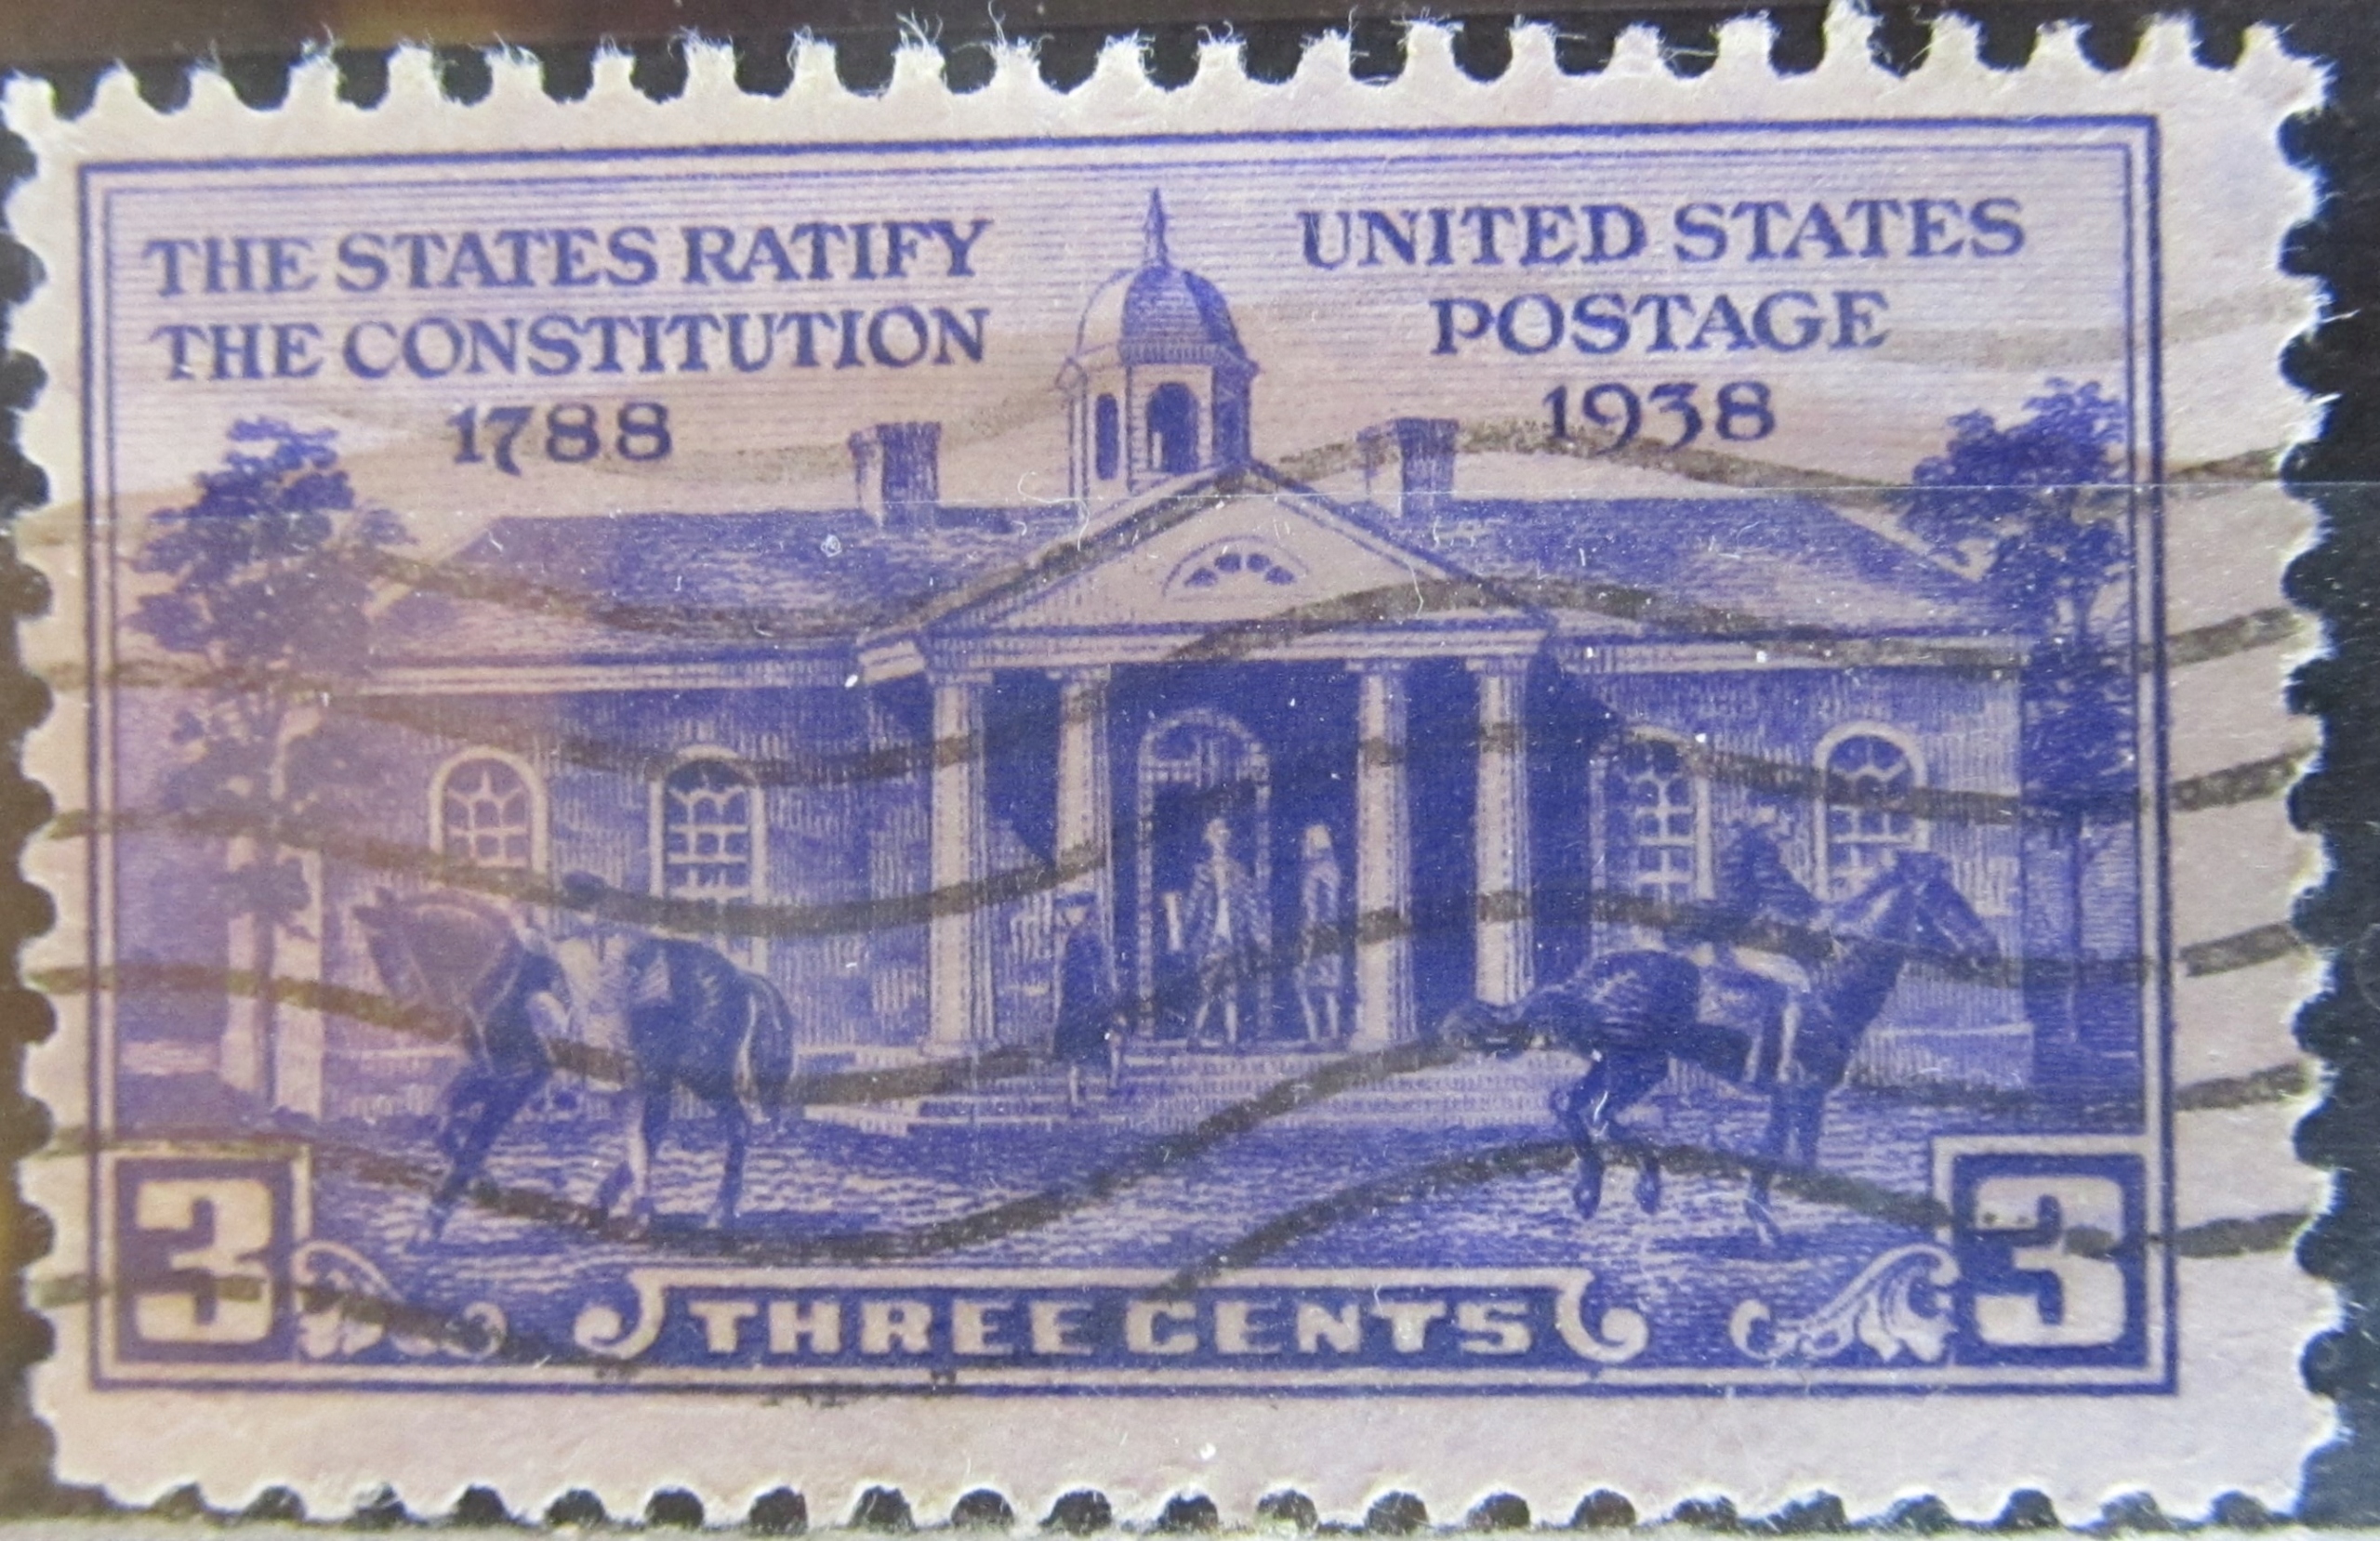 THE STATES RATIFY
THE CONSTITUTION
1788
UNITED STATES
POSTAGE
1938
3
THREE CENTS
3